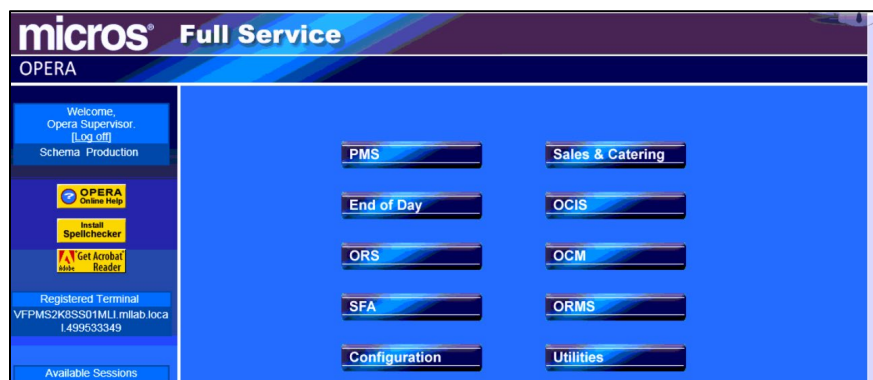 micros® Full Service
OPERA
Welcome,
Opera Supervisor.
[Log off]
Schema Production
OPERA
Online Help
Install
Spellchecker
Get Acrobat®
Adobe Reader
Registered Terminal
VFPMS2K8SS01MLI.mllab.loca
l.499533349
Available Sessions
PMS
Sales & Catering
End of Day
OCIS
ORS
OCM
SFA
ORMS
Configuration
Utilities